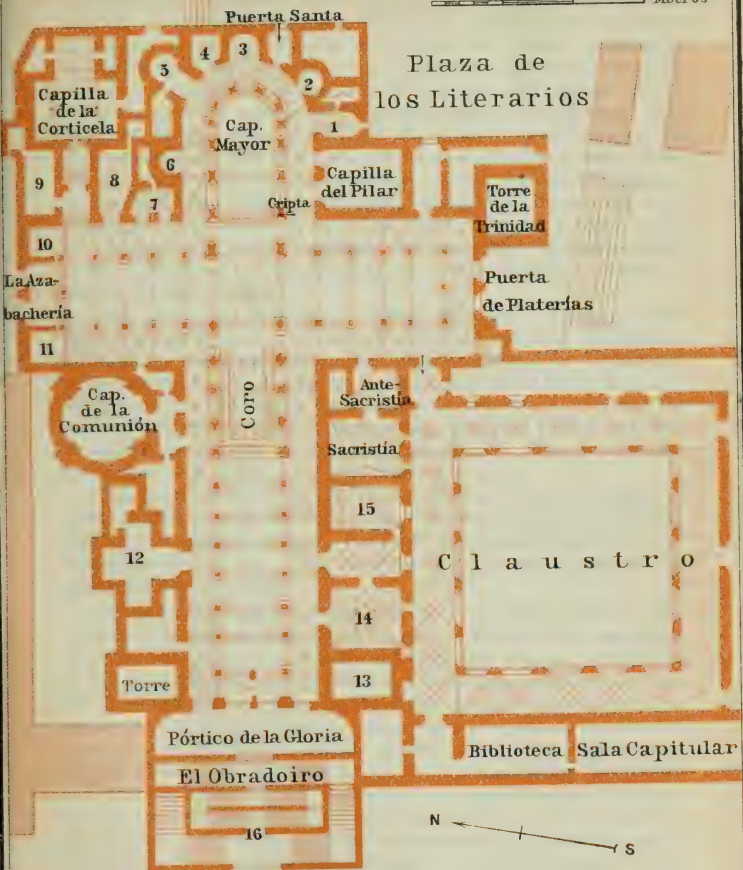 Metros
Puerta Santa
Plaza de
los Literarios
3
4
5
2
Capilla
de la
Corticela
Cap.
Mayor
1
6
9
8
Capilla
del Pilar
Torre
de la
Trinidad
7
Cripta
10
La Aza-
bachería
Puerta
de Platerías
11
Cap.
de la
Comunión
Coro
Ante-
Sacristía
Sacristía
15
12
Claustro
14
13
Torre
Pórtico de la Gloria
Biblioteca
Sala Capitular
El Obradoiro
16
N
S